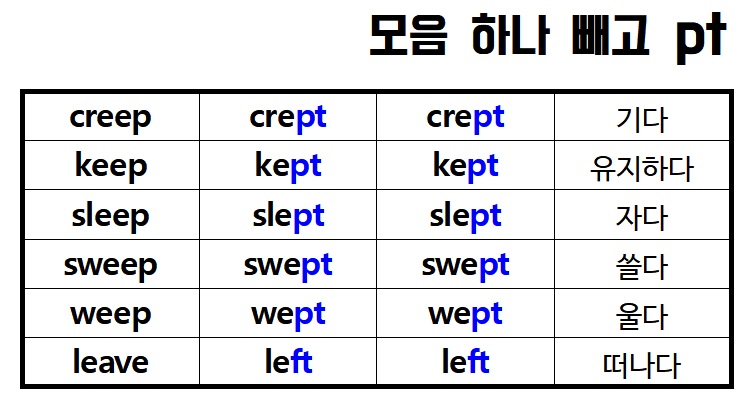 모음 하나 빼고 pt
creep crept crept 기다
keep kept kept 유지하다
sleep slept slept 자다
sweep swept swept 쓸다
weep wept wept 울다
leave left left 떠나다